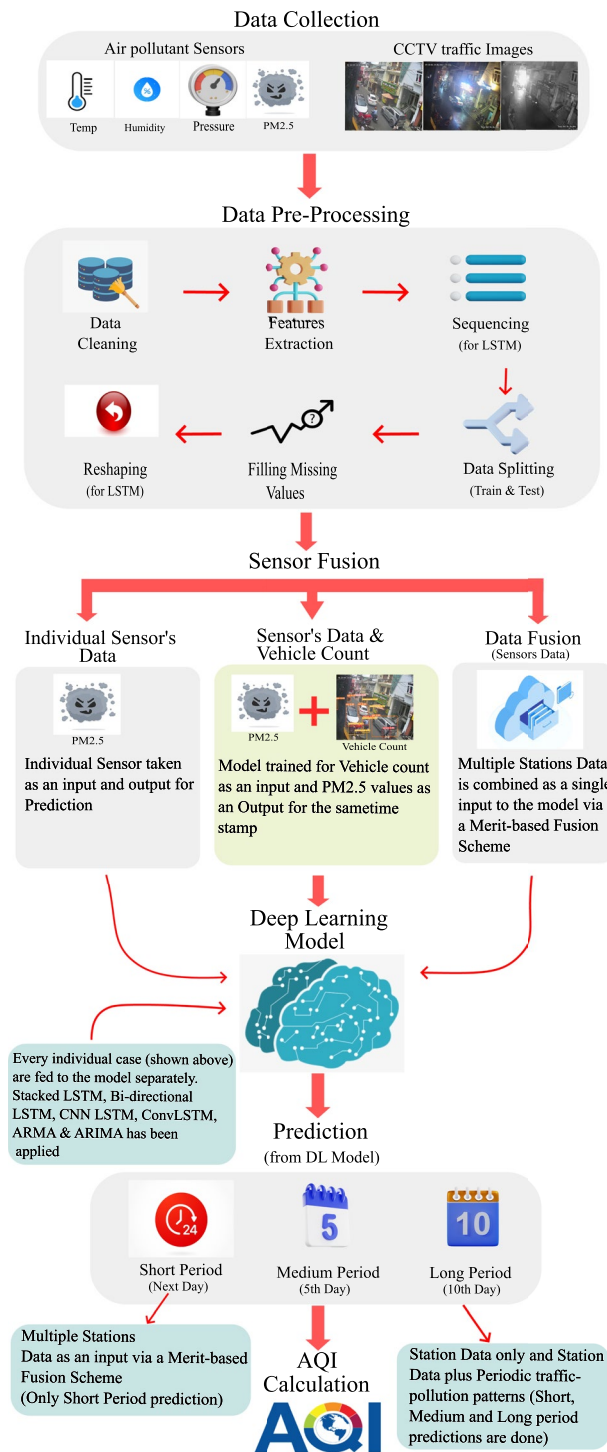 Data Collection
Air pollutant Sensors
CCTV traffic Images
Temp
Humidity
Pressure
PM2.5
Data Pre-Processing
Data
Cleaning
Features
Extraction
Sequencing
(for LSTM)
Reshaping
(for LSTM)
Filling Missing
Values
Data Splitting
(Train & Test)
Sensor Fusion
Individual Sensor's
Data
PM2.5
Individual Sensor taken
as an input and output for
Prediction
Sensor's Data &
Vehicle Count
PM2.5
Vehicle Count
Model trained for Vehicle count
as an input and PM2.5 values as
an Output for the sametime
stamp
Data Fusion
(Sensors Data)
Multiple Stations Data
is combined as a single
input to the model via
a Merit-based Fusion
Scheme
Deep Learning
Model
Every individual case (shown above)
are fed to the model separately.
Stacked LSTM, Bi-directional
LSTM, CNN LSTM, ConvLSTM,
ARMA & ARIMA has been
applied
Prediction
(from DL Model)
24
5
10
Short Period
(Next Day)
Medium Period
(5th Day)
Long Period
(10th Day)
Multiple Stations
Data as an input via a Merit-based
Fusion Scheme
(Only Short Period prediction)
AQI
Calculation
AQI
Station Data only and Station
Data plus Periodic traffic-
pollution patterns (Short,
Medium and Long period
predictions are done)